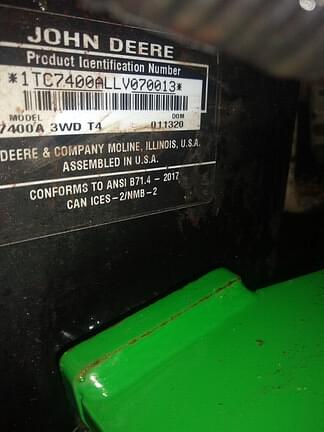 JOHN DEERE
Product Identification Number
*1TC7400ALLV070013*
MODEL DOM
7400A 3WD T4 011320
DEERE & COMPANY MOLINE, ILLINOIS, U.S.A.
ASSEMBLED IN U.S.A.
CONFORMS TO ANSI B71.4 - 2017
CAN ICES-2/NMB-2